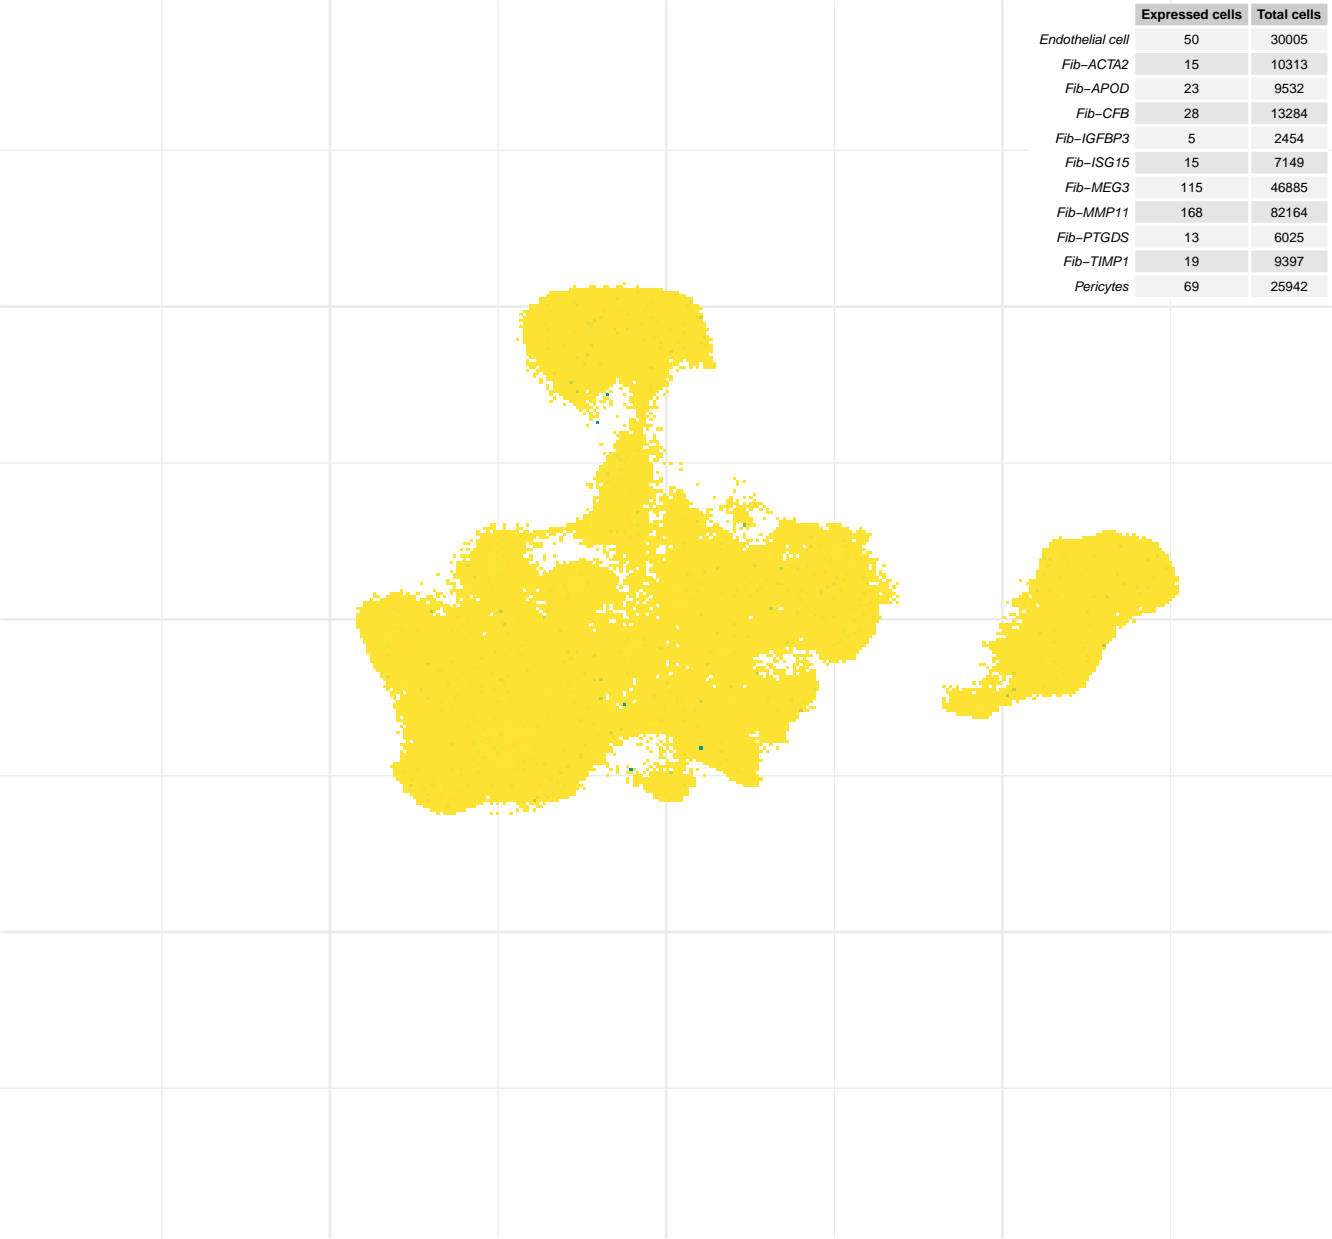 Expressed cells Total cells
Endothelial cell 50 30005
Fib−ACTA2 15 10313
Fib−APOD 23 9532
Fib−CFB 28 13284
Fib−IGFBP3 5 2454
Fib−ISG15 15 7149
Fib−MEG3 115 46885
Fib−MMP11 168 82164
Fib−PTGDS 13 6025
Fib−TIMP1 19 9397
Pericytes 69 25942